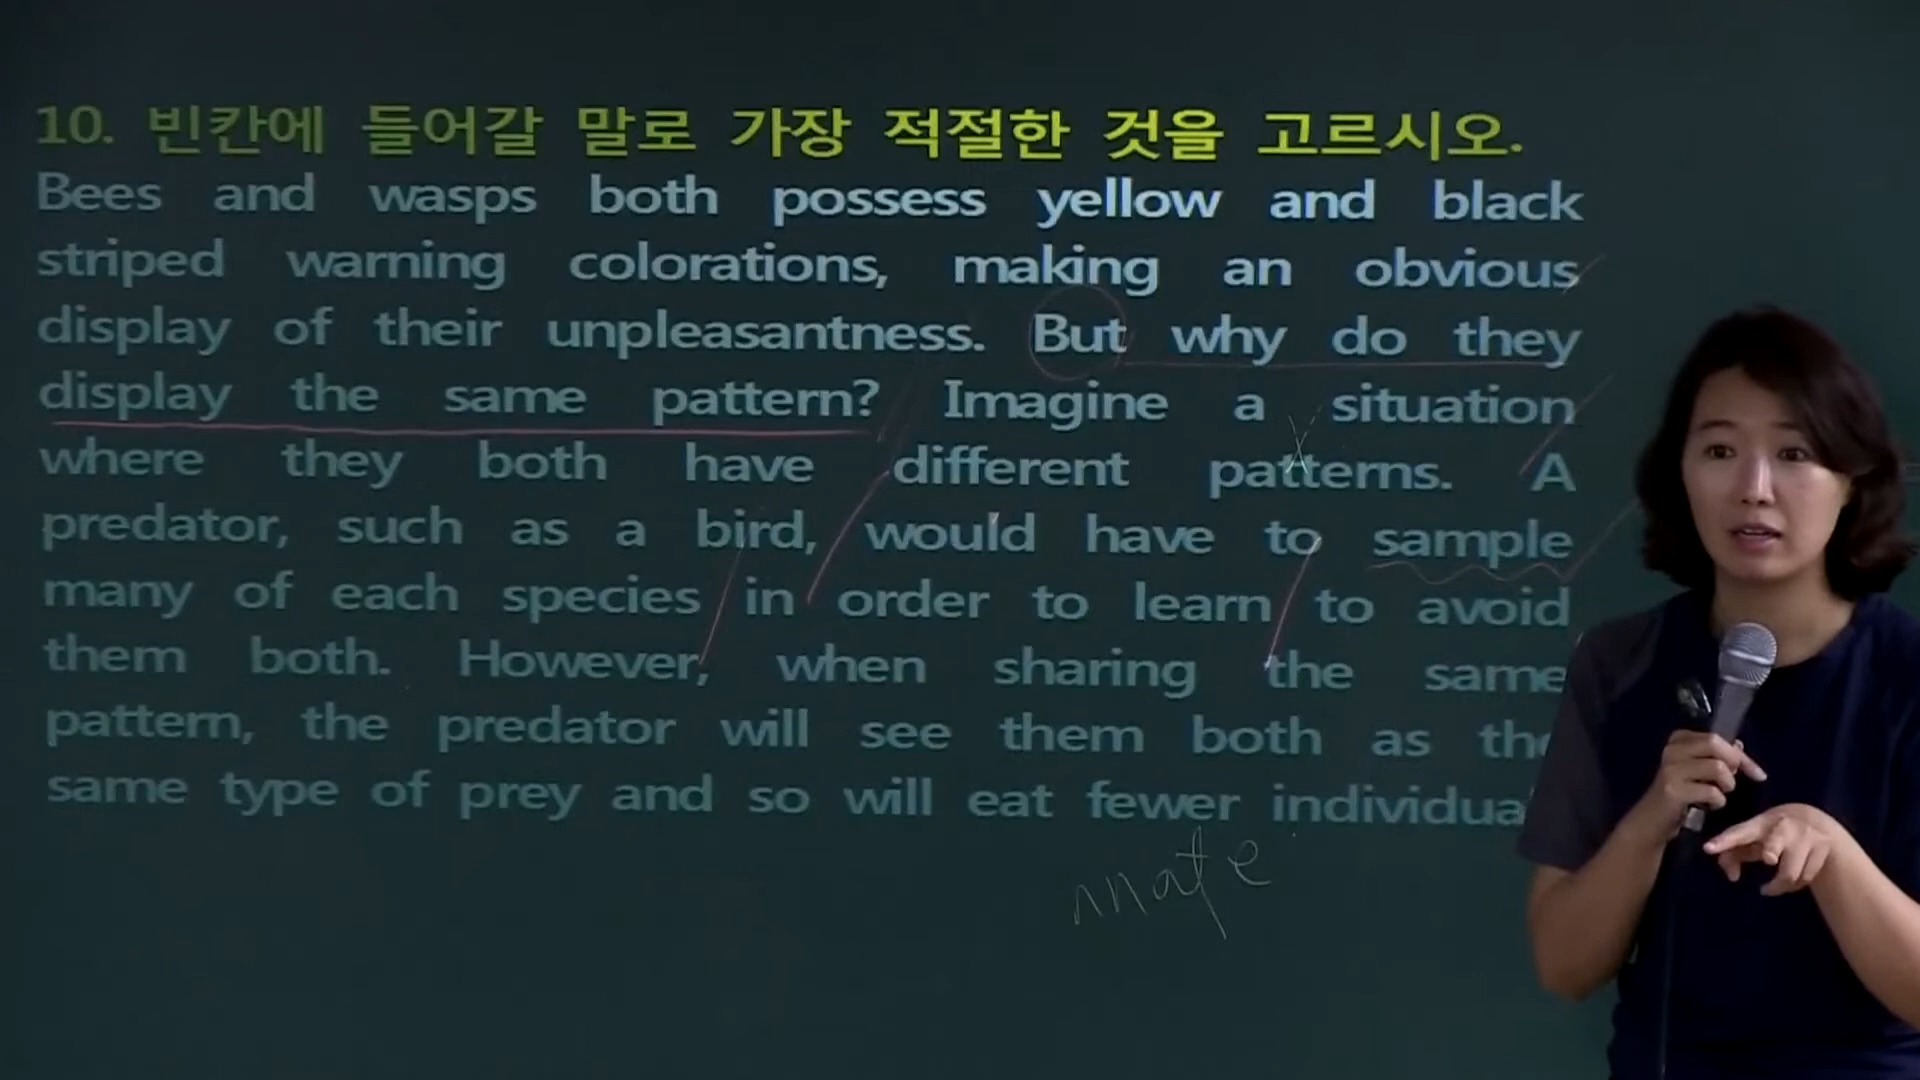 10. 빈칸에 들어갈 말로 가장 적절한 것을 고르시오.
Bees and wasps both possess yellow and black
striped warning colorations, making an obvious
display of their unpleasantness. But why do they
display the same pattern? Imagine a situation
where they both have different patterns. A
predator, such as a bird, would have to sample
many of each species in order to learn to avoid
them both. However, when sharing the same
pattern, the predator will see them both as the
same type of prey and so will eat fewer
mate